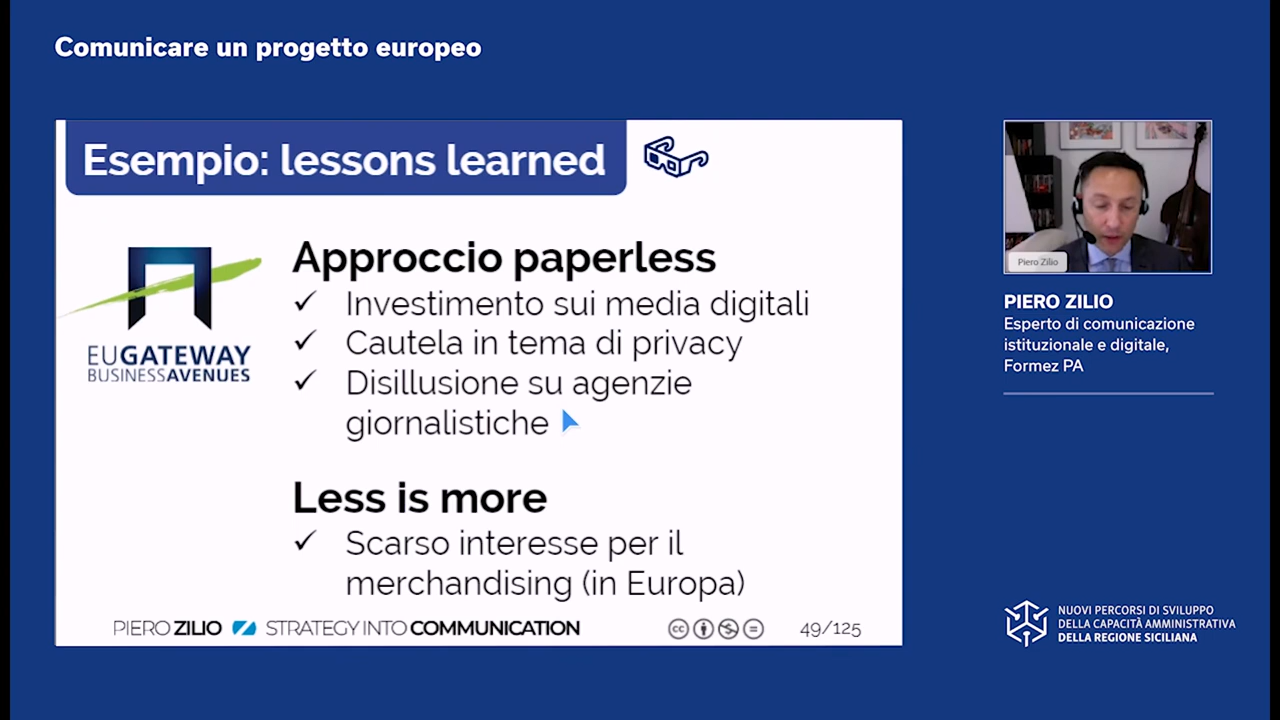 Comunicare un progetto europeo
Esempio: lessons learned
EUGATEWAY
BUSINESSAVENUES
Approccio paperless
✓ Investimento sui media digitali
✓ Cautela in tema di privacy
✓ Disillusione su agenzie
giornalistiche
Less is more
✓ Scarso interesse per il
merchandising (in Europa)
PIERO ZILIO STRATEGY INTO COMMUNICATION
cc
49/125
Piero Zilio
PIERO ZILIO
Esperto di comunicazione
istituzionale e digitale,
Formez PA
NUOVI PERCORSI DI SVILUPPO
DELLA CAPACITÀ AMMINISTRATIVA
DELLA REGIONE SICILIANA